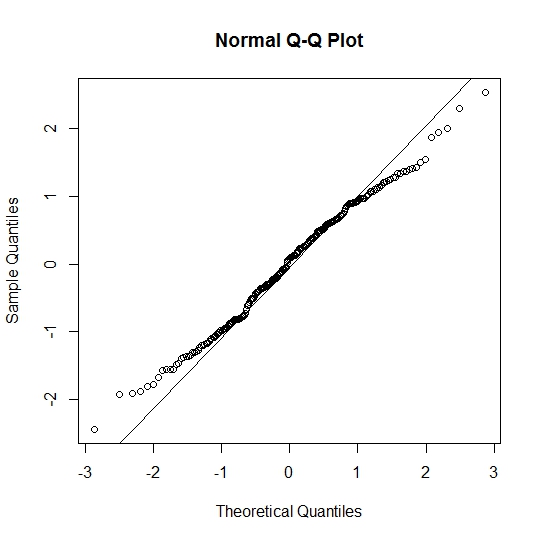 Normal Q-Q Plot
Sample Quantiles
2
1
0
-1
-2
-3 -2 -1 0 1 2 3
Theoretical Quantiles